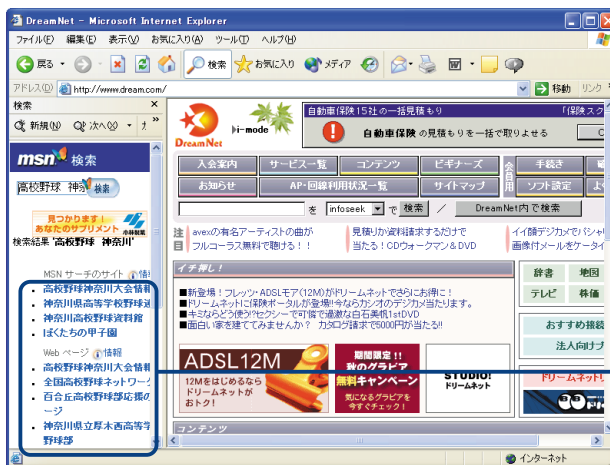 DreamNet - Microsoft Internet Explorer
ファイル(F) 編集(E) 表示(V) お気に入り(A) ツール(T) ヘルプ(H)
戻る 検索 お気に入り メディア
アドレス(D) http://www.dream.com/ 移動 リンク
検索
新規(N) 次へ(X)
msn 検索
高校野球 神奈 検索
見つかります！
あなたのサプリメント 小林製薬
検索結果 '高校野球 神奈川'
MSN サーチのサイト 情報
高校野球神奈川大会情
神奈川県高等学校野球
神奈川高校野球資料館
ぼくたちの甲子園
Web ページ 情報
高校野球神奈川大会情
全国高校野球ネットワーク
百合丘高校野球部応援の
ージ
神奈川県立厚木西高等学
野球部
DreamNet
i-mode
自動車保険15社の一括見積もり
「保険スク
自動車保険 の見積もりを一括で取りよせる
入会案内 サービス一覧 コンテンツ ビギナーズ 会員用 手続き
お知らせ AP・回線利用状況一覧 サイトマップ ソフト設定 よく
を infoseek で 検索 / DreamNet内で検索
注目
avexの有名アーティストの曲が
フルコーラス無料で聴ける！！
見積りか資料請求するだけで
当たる！CDウォークマン＆DVD
イイ顔デジカメでバシャ
画像付メールをケータイ
イチ押し！
■新登場！フレッツ・ADSLモア(12M)がドリームネットでさらにお得に！
■ドリームネットに保険ポータルが登場!!今ならカシオのデジカメ当たります。
■キミならどう使う?セクシーで可憐で過激な白石美帆1stDVD
■面白い家を建ててみませんか？ カタログ請求で5000円が当たる!!
辞書 地図
テレビ 株価
おすすめ接続
法人向けプ
ADSL12M
12Mをはじめるなら
ドリームネットが
おトク！
期間限定!!
秋のグラビア
無料キャンペーン
気になるグラビアを
今すぐチェック！
STUDIO!
ドリームネット
ドリームネット
コンテンツ
インターネット